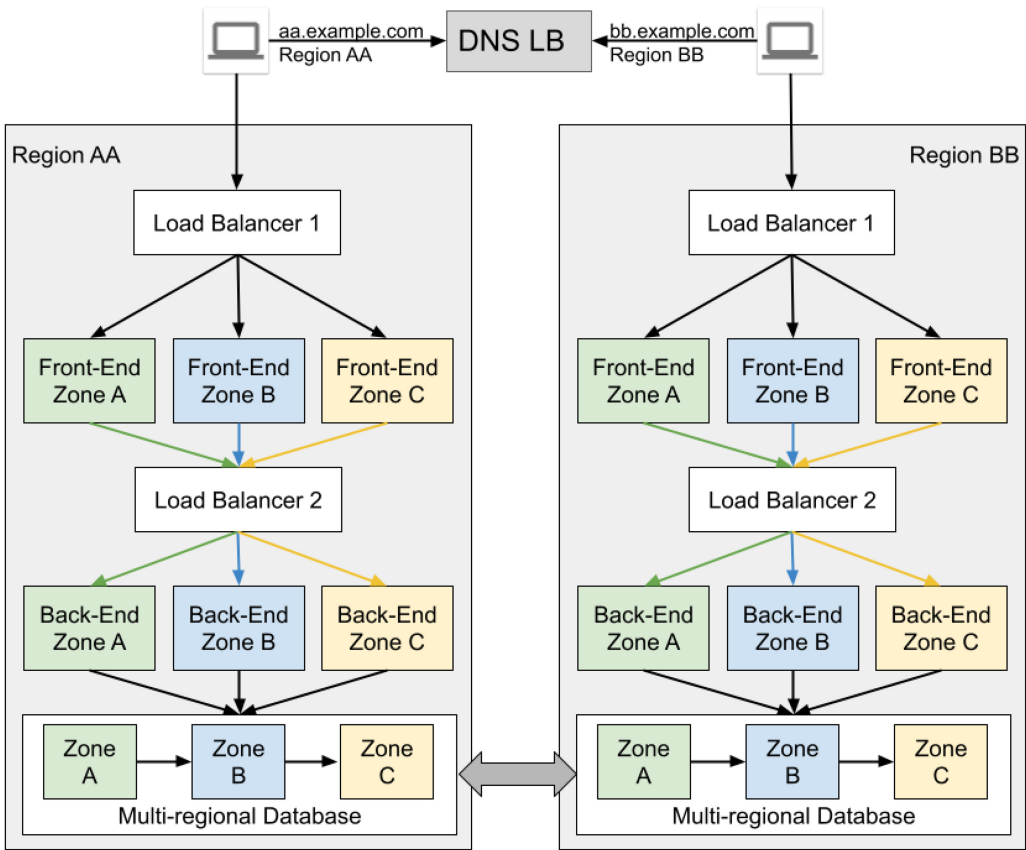 aa.example.com
Region AA
DNS LB
bb.example.com
Region BB
Region AA
Load Balancer 1
Front-End
Zone A
Front-End
Zone B
Front-End
Zone C
Load Balancer 2
Back-End
Zone A
Back-End
Zone B
Back-End
Zone C
Zone
A
Zone
B
Zone
C
Multi-regional Database
Region BB
Load Balancer 1
Front-End
Zone A
Front-End
Zone B
Front-End
Zone C
Load Balancer 2
Back-End
Zone A
Back-End
Zone B
Back-End
Zone C
Zone
A
Zone
B
Zone
C
Multi-regional Database